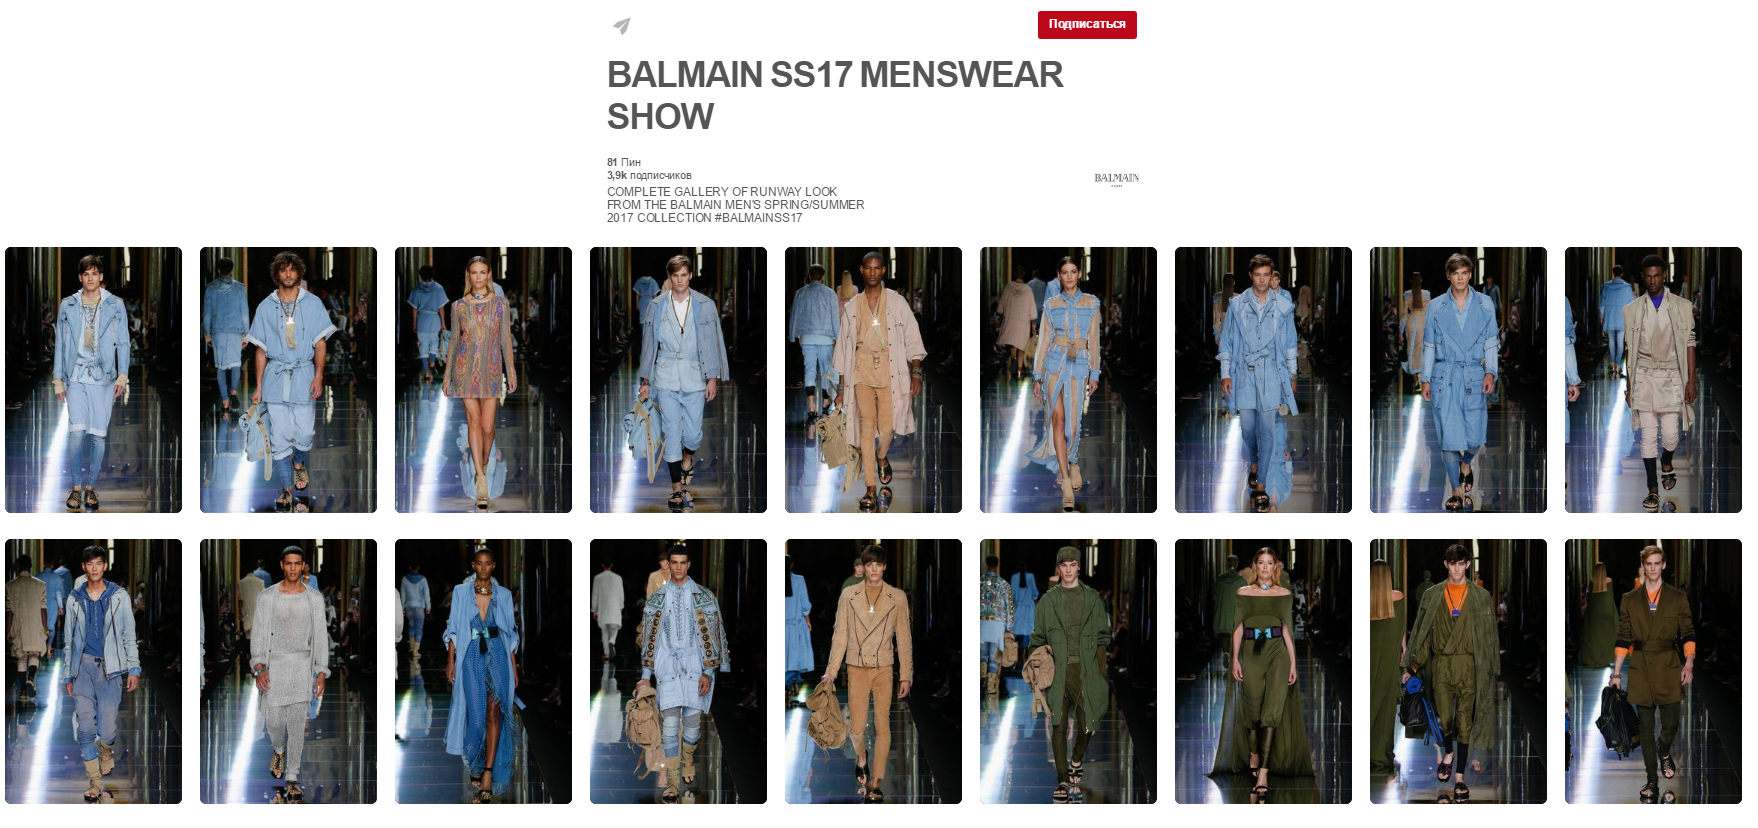 Подписаться
BALMAIN SS17 MENSWEAR
SHOW
81 Пин
3,9k подписчиков
BALMAIN
COMPLETE GALLERY OF RUNWAY LOOK
FROM THE BALMAIN MEN'S SPRING/SUMMER
2017 COLLECTION #BALMAINSS17